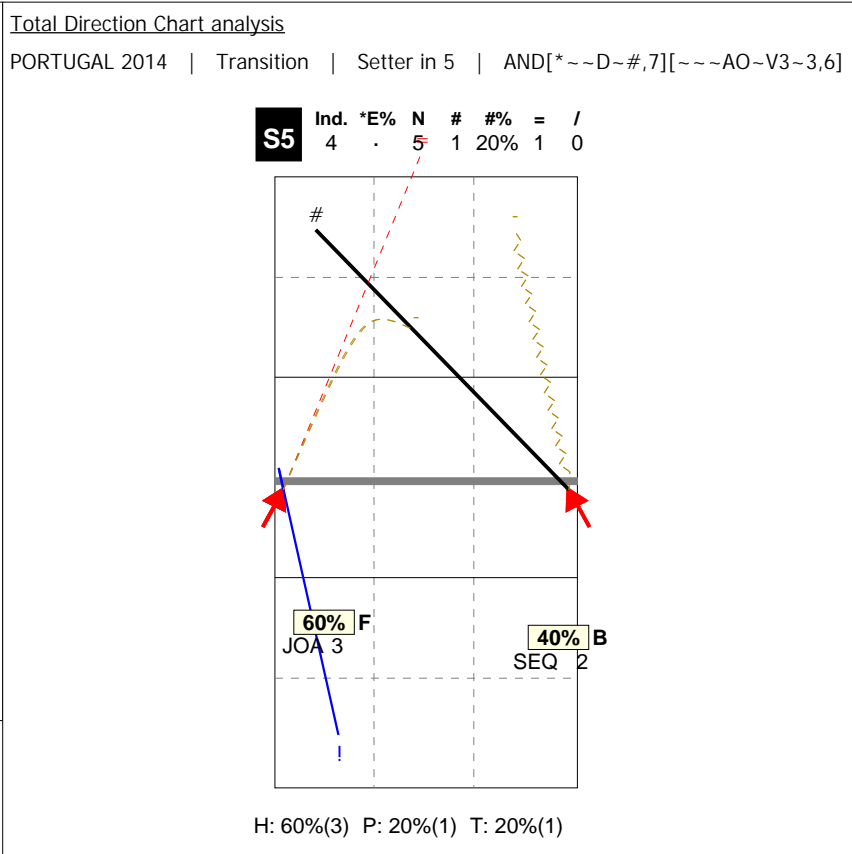 Total Direction Chart analysis
PORTUGAL 2014 | Transition | Setter in 5 | AND[*~~D~#,7][~~~AO~V3~3,6]
S5 Ind. *E% N # #% = /
4 . 5 1 20% 1 0
=
#
-
-
60% F
JOA 3
40% B
SEQ 2
!
H: 60%(3) P: 20%(1) T: 20%(1)